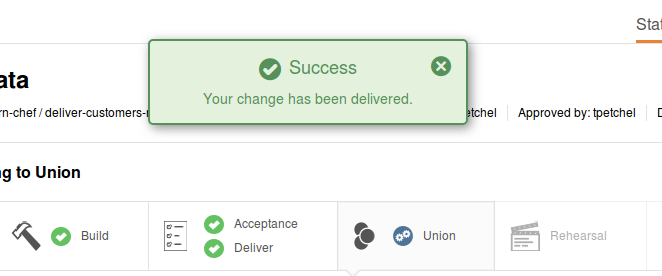 Stat
Success
Your change has been delivered.
ata
rn-chef / deliver-customers-r
etchel
Approved by: tpetchel
D
ng to Union
Build
Acceptance
Deliver
Union
Rehearsal